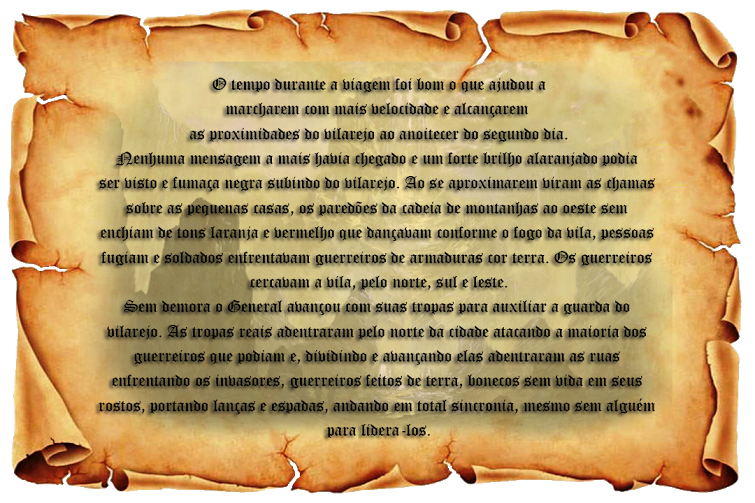 O tempo durante a viagem foi bom o que ajudou a
marcharem com mais velocidade e alcançarem
as proximidades do vilarejo ao anoitecer do segundo dia.
Nenhuma mensagem a mais havia chegado e um forte brilho alaranjado podia
ser visto e fumaça negra subindo do vilarejo. Ao se aproximarem viram as chamas
sobre as pequenas casas, os paredões da cadeia de montanhas ao oeste sem
enchiam de tons laranja e vermelho que dançavam conforme o fogo da vila, pessoas
fugiam e soldados enfrentavam guerreiros de armaduras cor terra. Os guerreiros
cercavam a vila, pelo norte, sul e leste.
Sem demora o General avançou com suas tropas para auxiliar a guarda do
vilarejo. As tropas reais adentraram pelo norte da cidade atacando a maioria dos
guerreiros que podiam e, dividindo e avançando elas adentraram as ruas
enfrentando os invasores, guerreiros feitos de terra, bonecos sem vida em seus
rostos, portando lanças e espadas, andando em total sincronia, mesmo sem alguém
para lidera-los.